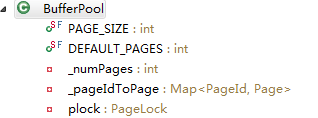 BufferPool
PAGE_SIZE : int
DEFAULT_PAGES : int
_numPages : int
_pageIdToPage : Map<PageId, Page>
plock : PageLock